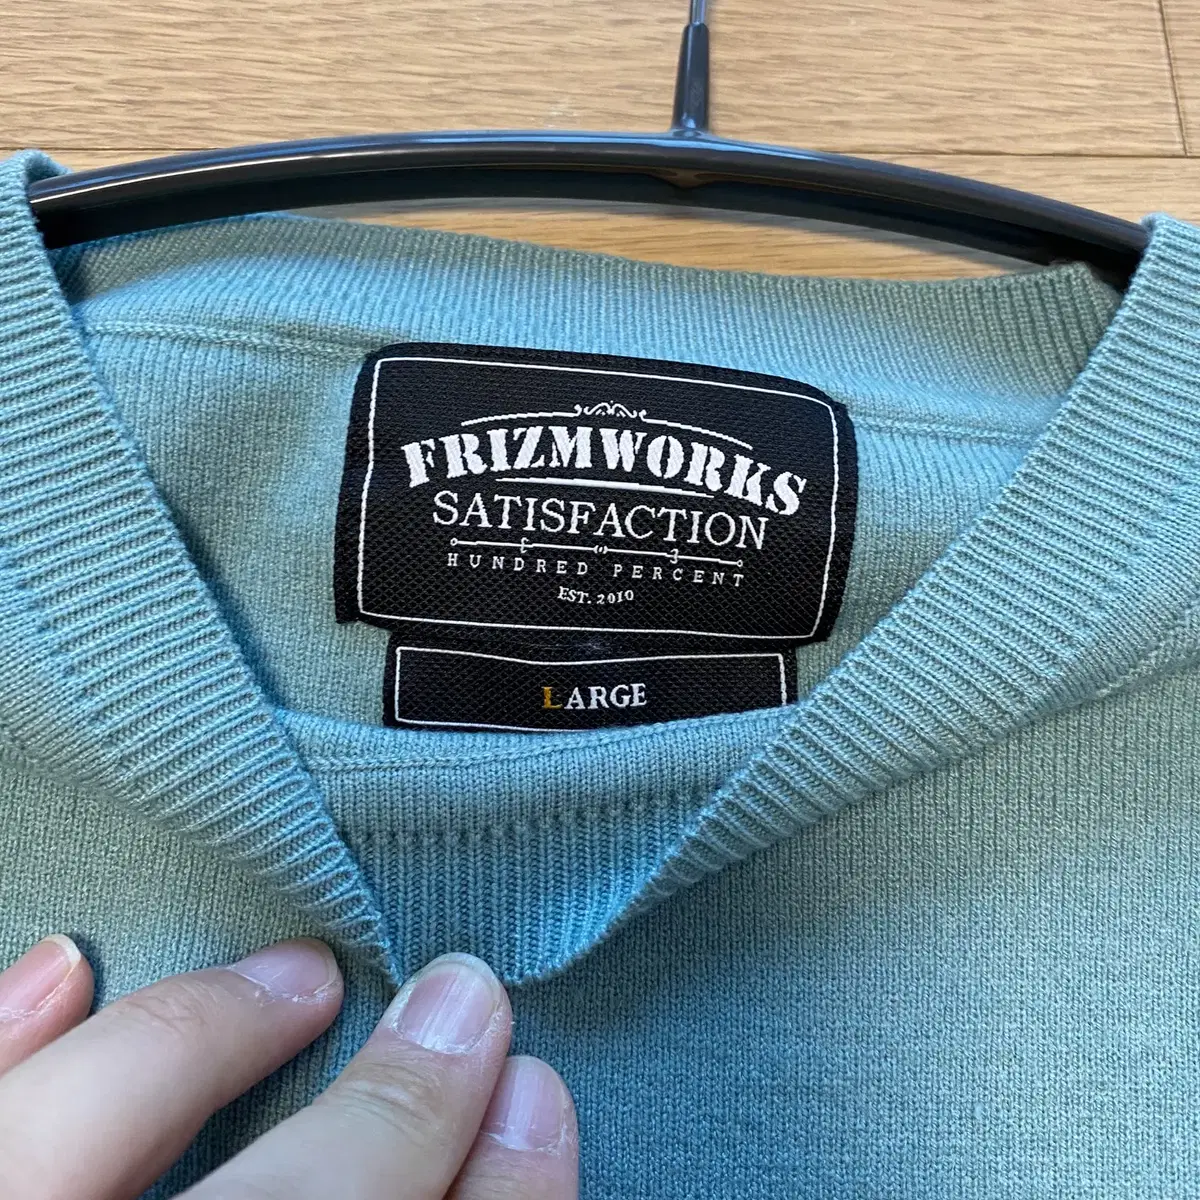 FRIZMWORKS
SATISFACTION
HUNDRED PERCENT
EST. 2010
LARGE